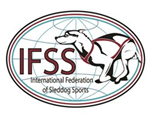 IFSS
International Federation
of Sleddog Sports